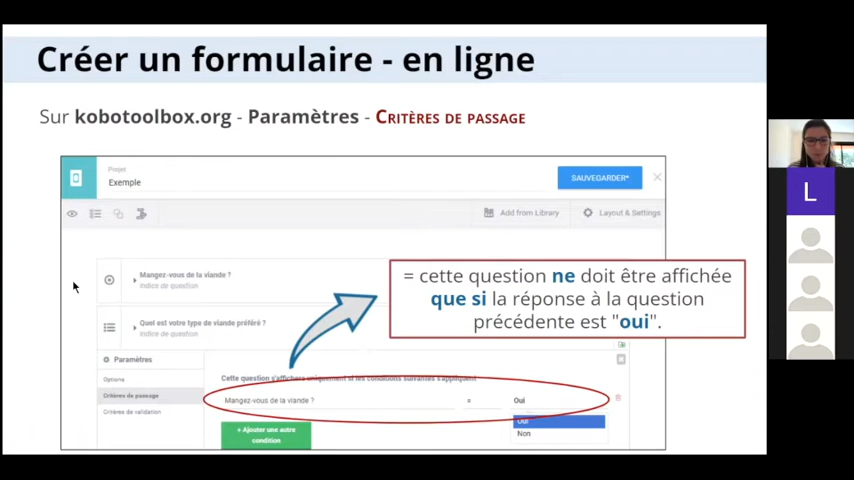 Créer un formulaire - en ligne
Sur kobotoolbox.org - Paramètres - Critères de passage
Projet
Exemple
SAUVEGARDER*
Add from Library
Layout & Settings
Mangez-vous de la viande ?
Indice de question
Quel est votre type de viande préféré ?
Indice de question
= cette question ne doit être affichée
que si la réponse à la question
précédente est "oui".
Paramètres
Options
Critères de passage
Critères de validation
Cette question s'affichera uniquement si les conditions suivantes s'appliquent
Mangez-vous de la viande ?
=
Oui
Oui
Non
+ Ajouter une autre
condition
L